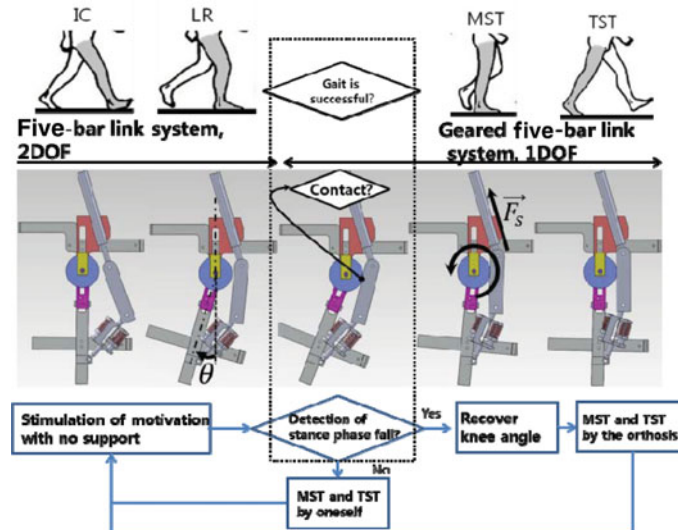 IC
LR
MST
TST
Gait is
successful?
Five-bar link system,
2DOF
Geared five-bar link
system, 1DOF
Contact?
F_S
θ
Stimulation of motivation
with no support
Detection of
stance phase fall?
Yes
Recover
knee angle
MST and TST
by the orthosis
No
MST and TST
by oneself